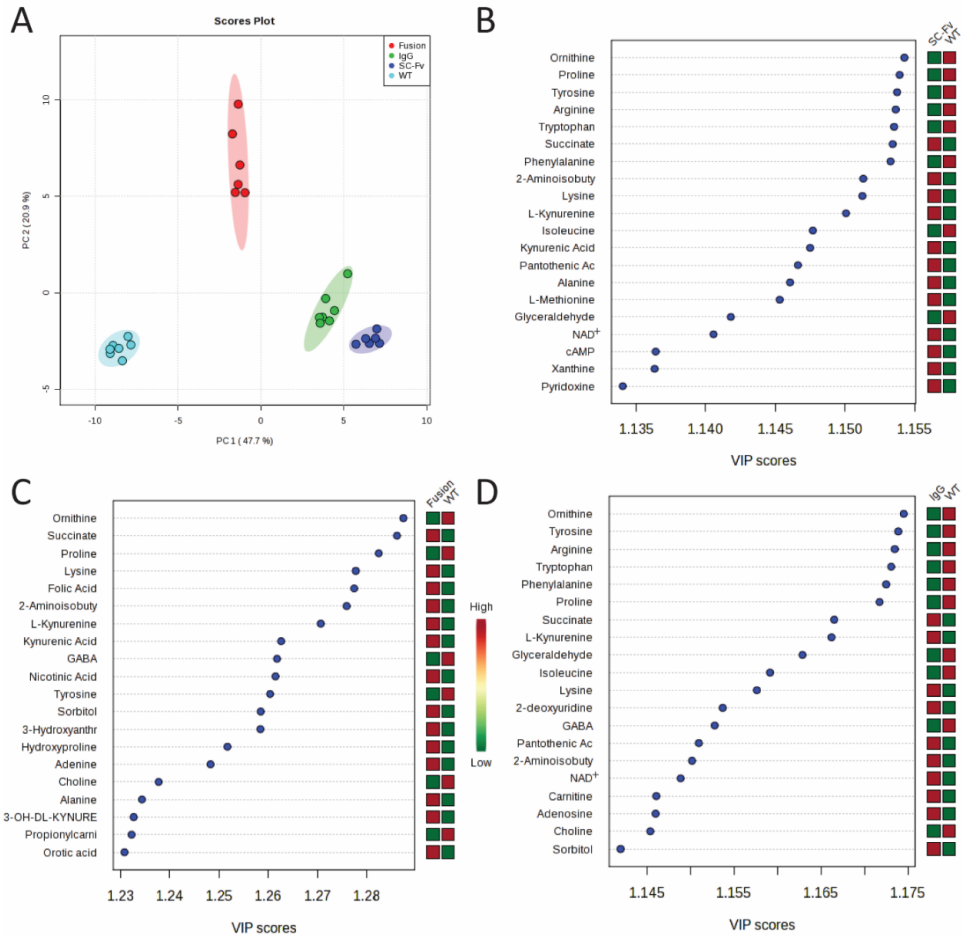 A
Scores Plot
Fusion
IgG
SC-Fv
WT
PC 2 ( 20.9 %)
10
5
0
-5
-10
-5
0
5
10
PC 1 ( 47.7 %)
B
SC-Fv
WT
Ornithine
Proline
Tyrosine
Arginine
Tryptophan
Succinate
Phenylalanine
2-Aminoisobuty
Lysine
L-Kynurenine
Isoleucine
Kynurenic Acid
Pantothenic Ac
Alanine
L-Methionine
Glyceraldehyde
NAD+
cAMP
Xanthine
Pyridoxine
1.135 1.140 1.145 1.150 1.155
VIP scores
C
Fusion
WT
Ornithine
Succinate
Proline
Lysine
Folic Acid
2-Aminoisobuty
L-Kynurenine
Kynurenic Acid
GABA
Nicotinic Acid
Tyrosine
Sorbitol
3-Hydroxyanthr
Hydroxyproline
Adenine
Choline
Alanine
3-OH-DL-KYNURE
Propionylcarni
Orotic acid
1.23 1.24 1.26 1.27 1.28
VIP scores
High
Low
D
IgG
WT
Ornithine
Tyrosine
Arginine
Tryptophan
Phenylalanine
Proline
Succinate
L-Kynurenine
Glyceraldehyde
Isoleucine
Lysine
2-deoxyuridine
GABA
Pantothenic Ac
2-Aminoisobuty
NAD+
Carnitine
Adenosine
Choline
Sorbitol
1.145 1.155 1.165 1.175
VIP scores